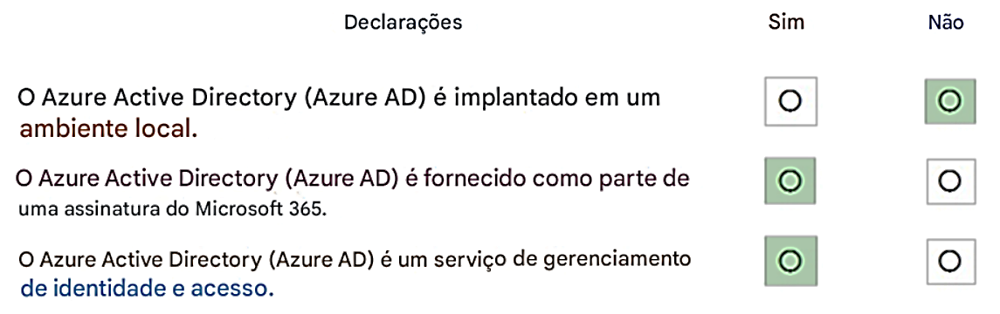 Declarações Sim Não
O Azure Active Directory (Azure AD) é implantado em um
ambiente local.
O Azure Active Directory (Azure AD) é fornecido como parte de
uma assinatura do Microsoft 365.
O Azure Active Directory (Azure AD) é um serviço de gerenciamento
de identidade e acesso.